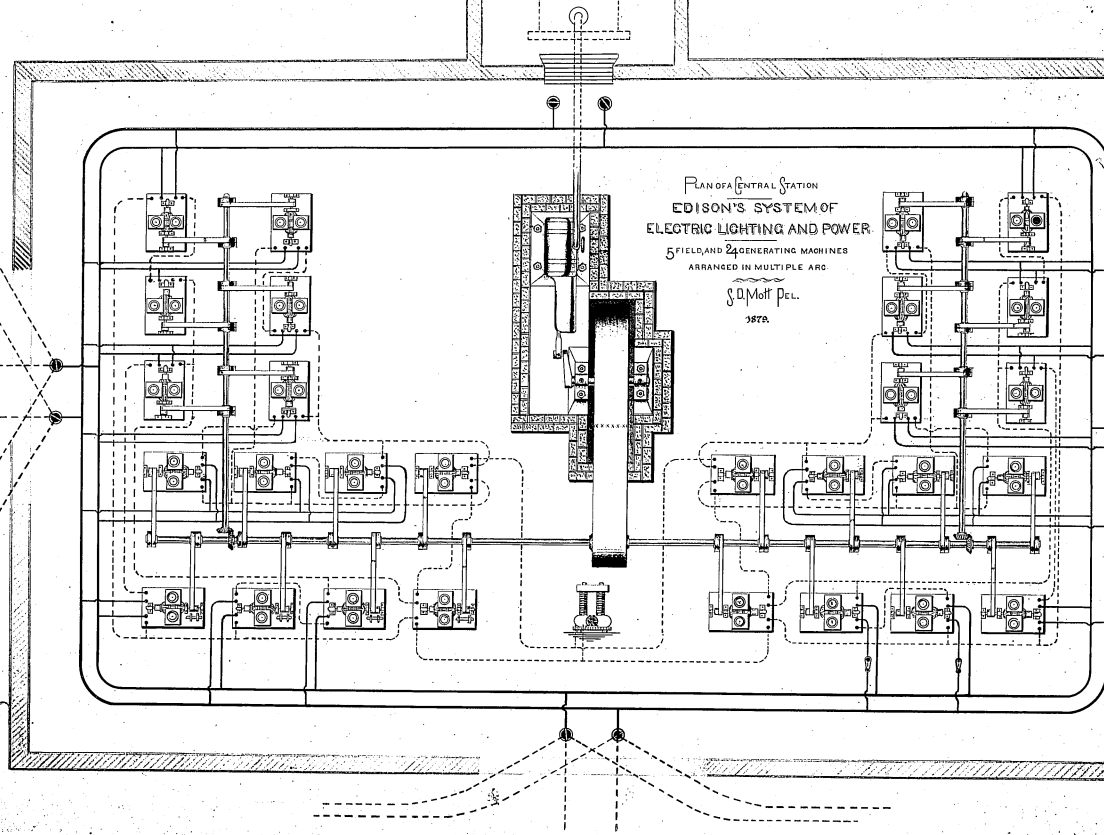 PLAN OF A CENTRAL STATION
EDISON'S SYSTEM OF
ELECTRIC LIGHTING AND POWER
5 FIELD, AND 24 GENERATING MACHINES
ARRANGED IN MULTIPLE ARC
S. D. Mott PEL.
1879.